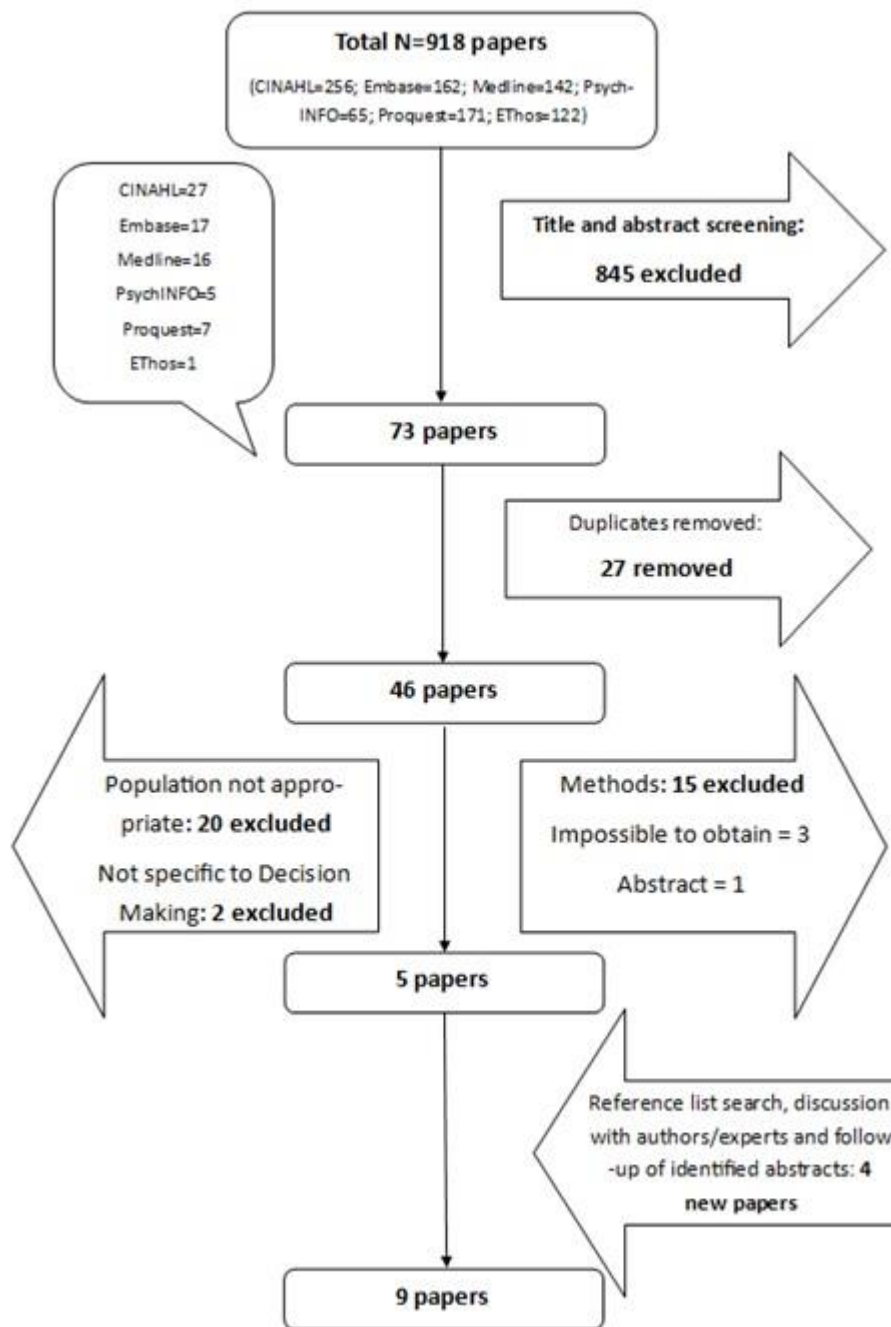 Total N=918 papers
(CINAHL=256; Embase=162; Medline=142; Psych-
INFO=65; Proquest=171; EThos=122)
CINAHL=27
Embase=17
Medline=16
PsychINFO=5
Proquest=7
EThos=1
Title and abstract screening:
845 excluded
73 papers
Duplicates removed:
27 removed
46 papers
Population not appro-
priate: 20 excluded
Not specific to Decision
Making: 2 excluded
Methods: 15 excluded
Impossible to obtain = 3
Abstract = 1
5 papers
Reference list search, discussion
with authors/experts and follow
-up of identified abstracts: 4
new papers
9 papers